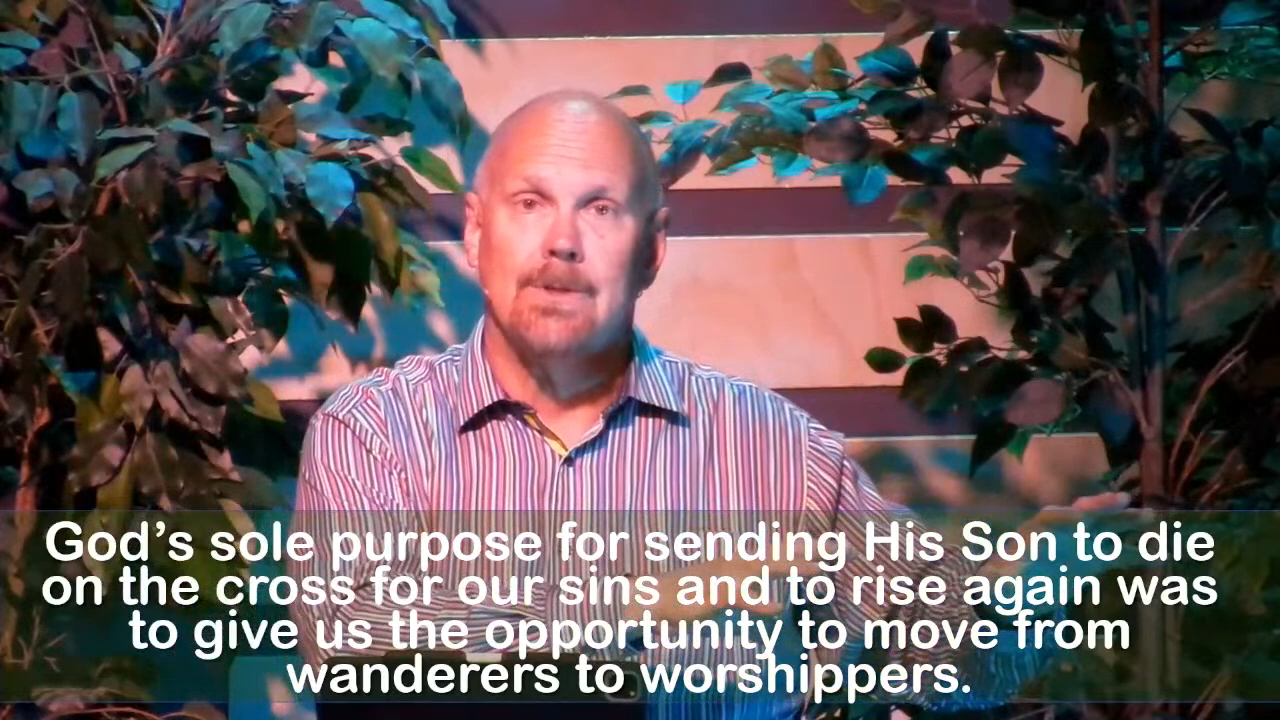 God’s sole purpose for sending His Son to die
on the cross for our sins and to rise again was
to give us the opportunity to move from
wanderers to worshippers.